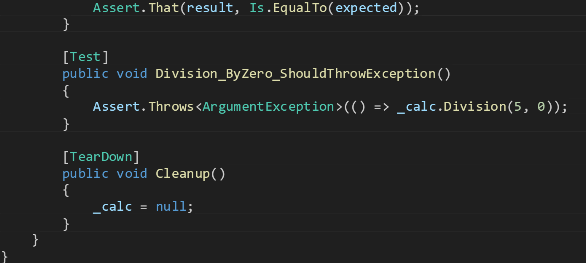 Assert.That(result, Is.EqualTo(expected));
}
[Test]
public void Division_ByZero_ShouldThrowException()
{
Assert.Throws<ArgumentException>(() => _calc.Division(5, 0));
}
[TearDown]
public void Cleanup()
{
_calc = null;
}
}
}